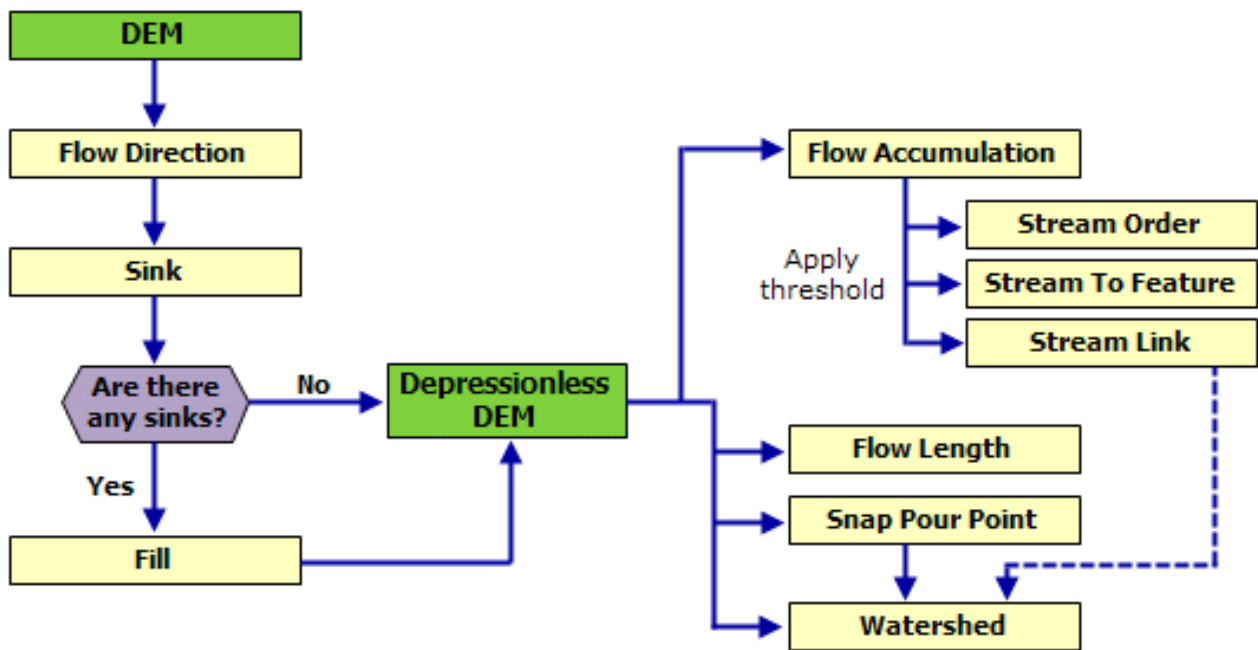 DEM
Flow Direction
Sink
Are there
any sinks?
No
Yes
Fill
Depressionless
DEM
Flow Accumulation
Apply
threshold
Stream Order
Stream To Feature
Stream Link
Flow Length
Snap Pour Point
Watershed